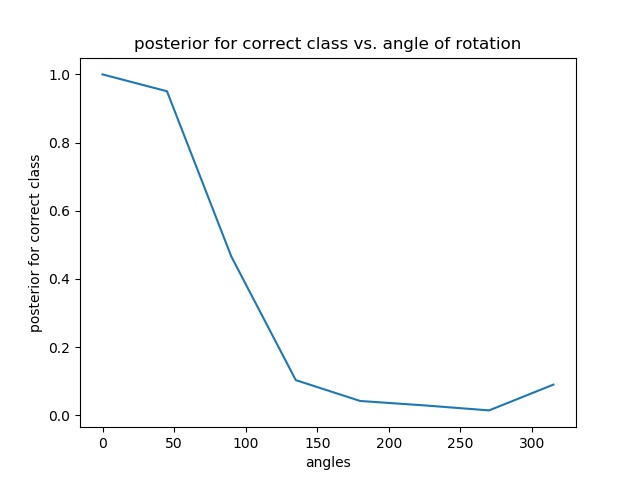 posterior for correct class vs. angle of rotation
posterior for correct class
1.0
0.8
0.6
0.4
0.2
0.0
0 50 100 150 200 250 300
angles